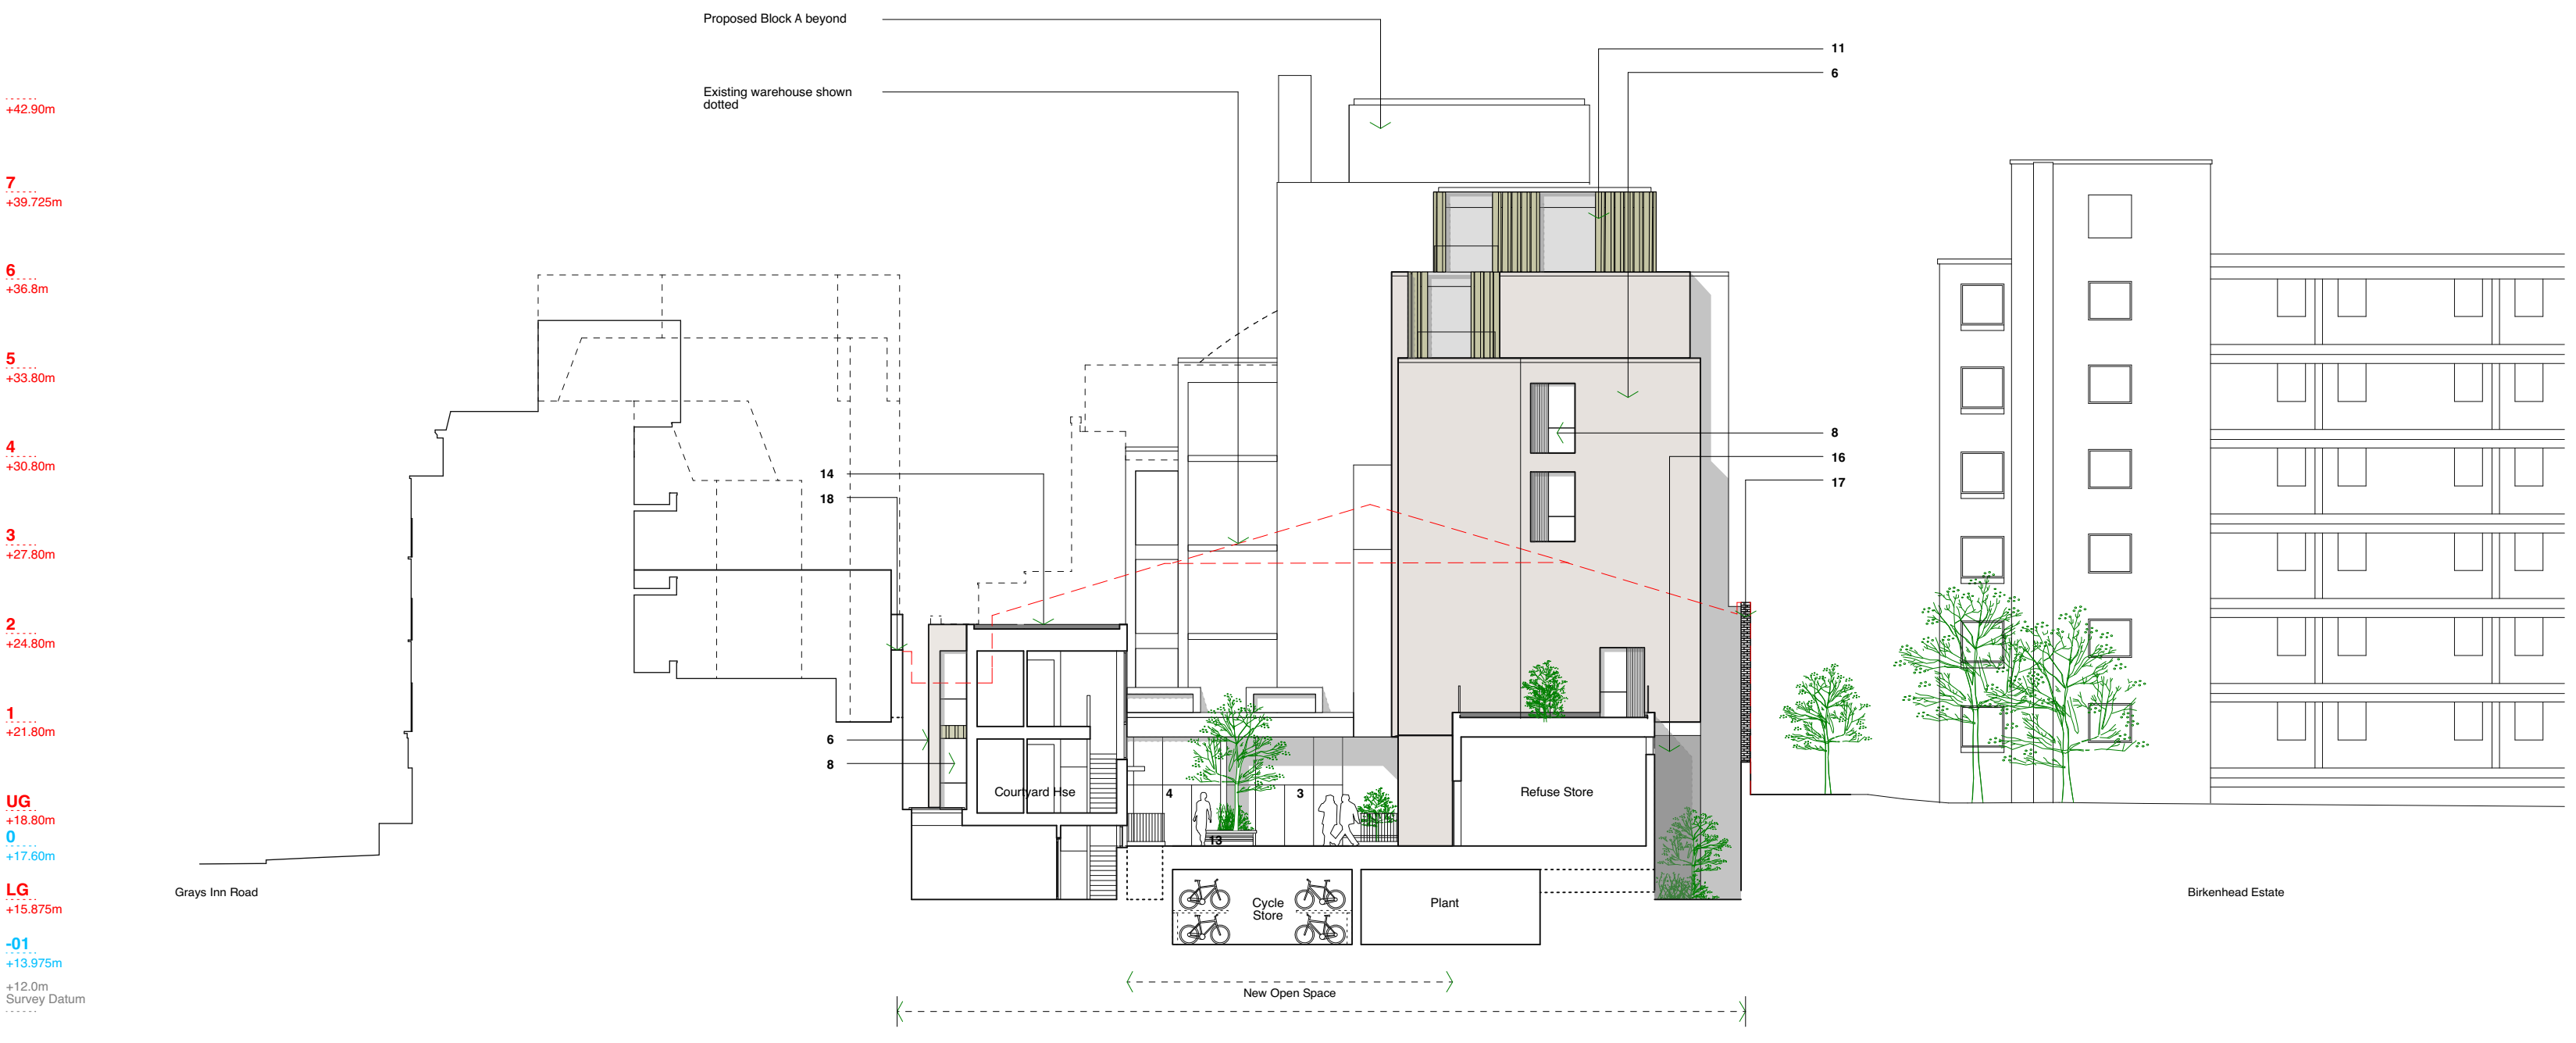 Proposed Block A beyond
11
6
Existing warehouse shown
dotted
+42.90m
7
+39.725m
6
+36.8m
5
+33.80m
8
4
+30.80m
16
14
17
18
3
+27.80m
2
+24.80m
1
+21.80m
6
8
UG
+18.80m
Courtyard Hse
4
3
Refuse Store
0
+17.60m
13
LG
+15.875m
Grays Inn Road
Cycle
Store
Plant
Birkenhead Estate
-01
+13.975m
+12.0m
Survey Datum
New Open Space